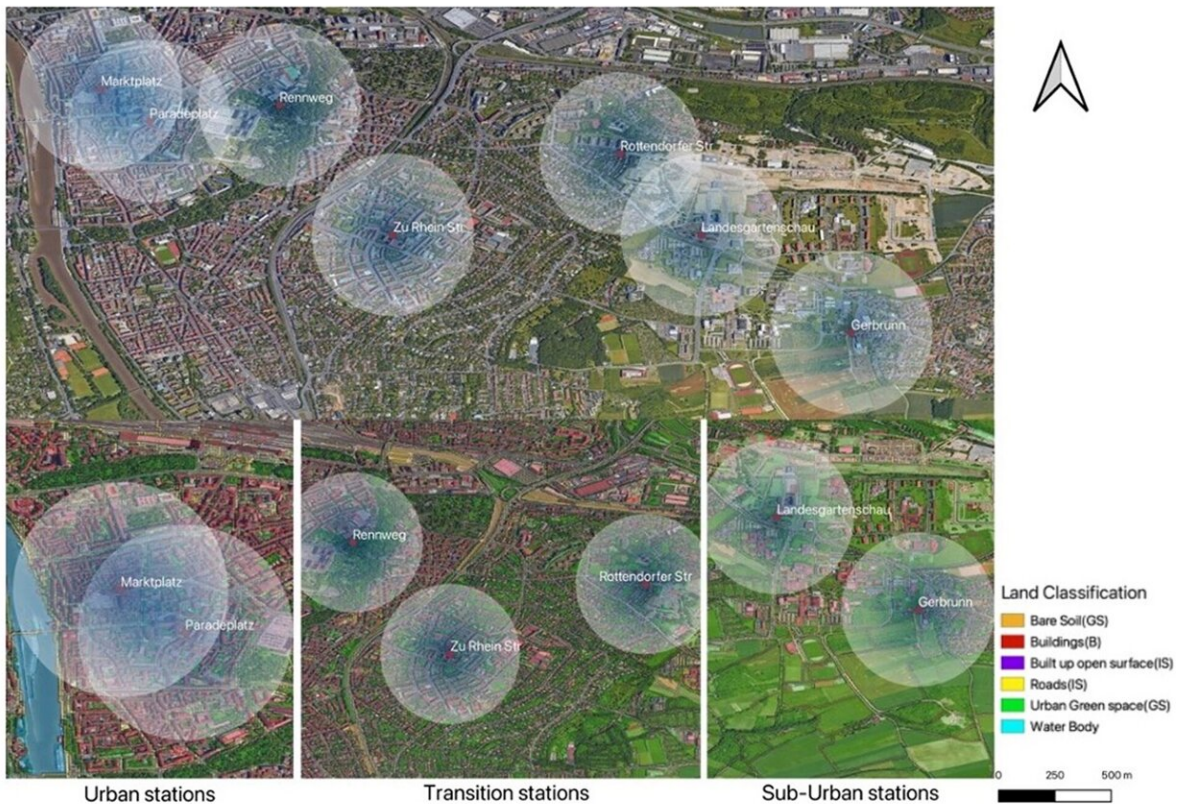 Marktplatz
Paradeplatz
Rennweg
Rottendorfer Str
Zu Rhein Str
Landesgartenschau
Gerbrunn
Marktplatz
Paradeplatz
Rennweg
Rottendorfer Str
Zu Rhein Str
Landesgartenschau
Gerbrunn
Land Classification
Bare Soil(GS)
Buildings(B)
Built up open surface(IS)
Roads(IS)
Urban Green space(GS)
Water Body
0 250 500 m
Urban stations
Transition stations
Sub-Urban stations